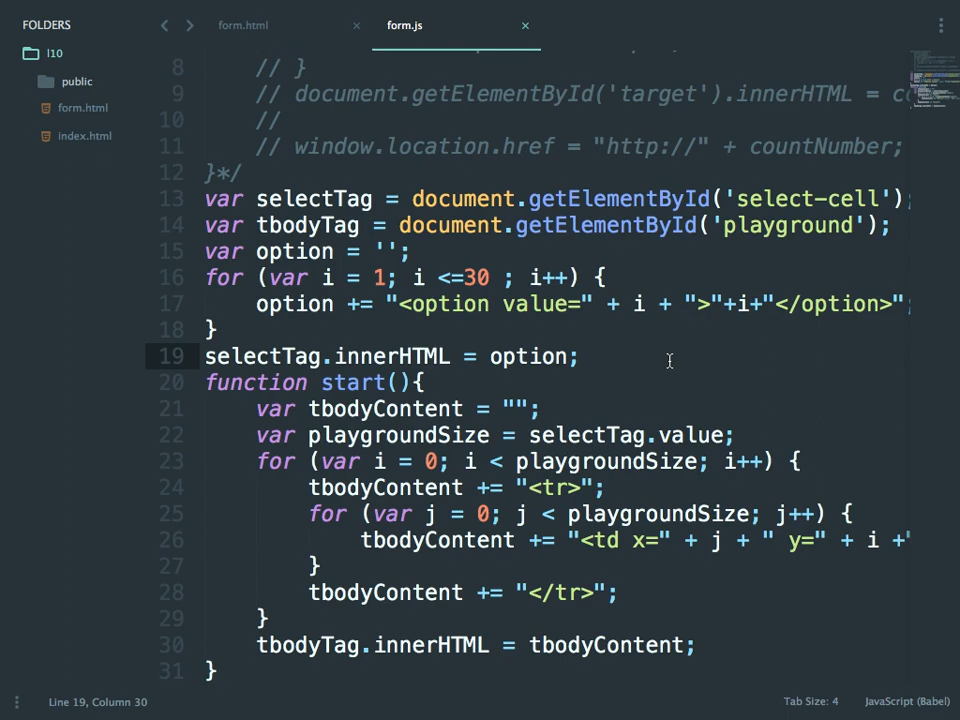 FOLDERS
l10
public
form.html
index.html
form.html
form.js
8 // }
9 // document.getElementById('target').innerHTML =
10 //
11 // window.location.href = "http://" + countNumber;
12 }*/
13 var selectTag = document.getElementById('select-cell');
14 var tbodyTag = document.getElementById('playground');
15 var option = '';
16 for (var i = 1; i <=30 ; i++) {
17 option += "<option value=" + i + ">"+i+"</option>";
18 }
19 selectTag.innerHTML = option;
20 function start(){
21 var tbodyContent = "";
22 var playgroundSize = selectTag.value;
23 for (var i = 0; i < playgroundSize; i++) {
24 tbodyContent += "<tr>";
25 for (var j = 0; j < playgroundSize; j++) {
26 tbodyContent += "<td x=" + j + " y=" + i +"
27 }
28 tbodyContent += "</tr>";
29 }
30 tbodyTag.innerHTML = tbodyContent;
31 }
Line 19, Column 30
Tab Size: 4
JavaScript (Babel)